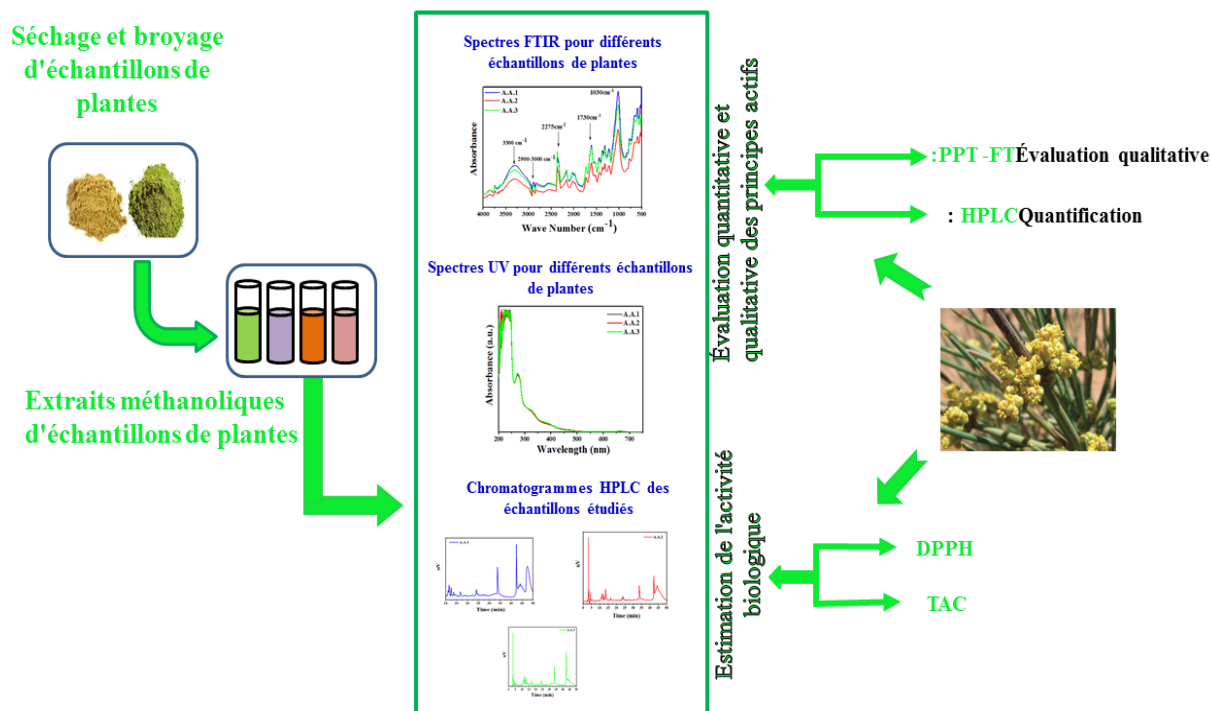 Séchage et broyage
d'échantillons de
plantes
Extraits méthanoliques
d'échantillons de plantes
Spectres FTIR pour différents
échantillons de plantes
A.A.1
A.A.2
A.A.3
3300 cm-1
2900-3000 cm-1
2275cm-1
1730cm-1
1030cm-1
Absorbance
4000 3500 3000 2500 2000 1500 1000 500
Wave Number (cm-1)
Spectres UV pour différents échantillons
de plantes
A.A.1
A.A.2
A.A.3
Absorbance (a.u.)
200 300 400 500 600 700
Wavelength (nm)
Chromatogrammes HPLC des
échantillons étudiés
Time (min)
A.A.2
Time (min)
Time (min)
Évaluation quantitative et
qualitative des principes actifs
Estimation de l'activité
biologique
:PPT -FTÉvaluation qualitative
: HPLCQuantification
DPPH
TAC